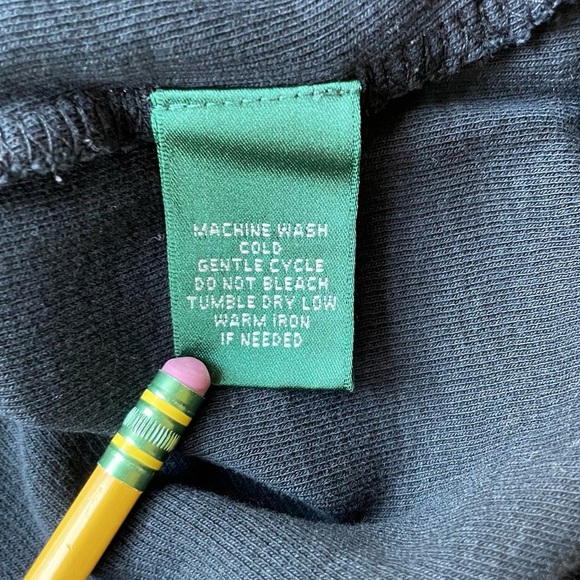 MACHINE WASH
COLD
GENTLE CYCLE
DO NOT BLEACH
TUMBLE DRY LOW
WARM IRON
IF NEEDED